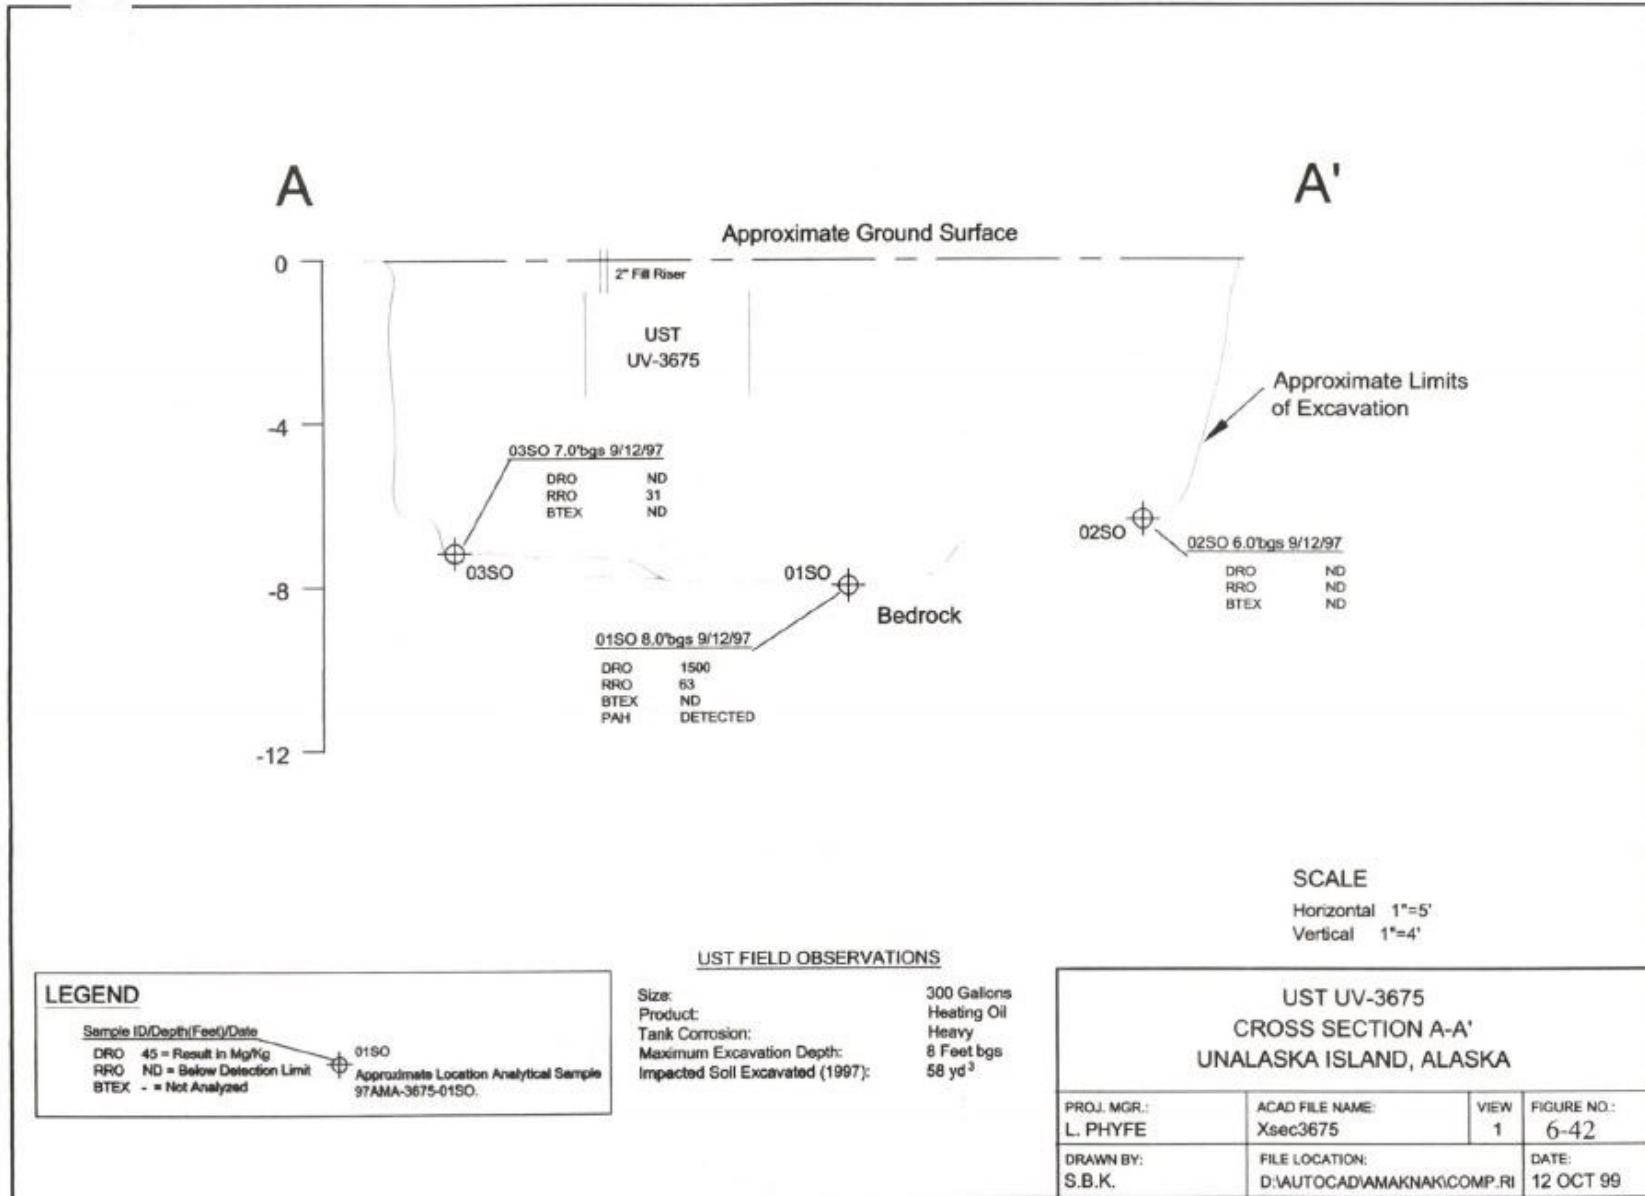 A
A'
Approximate Ground Surface
0
2" Fill Riser
UST
UV-3675
Approximate Limits
of Excavation
-4
03SO 7.0'bgs 9/12/97
DRO ND
RRO 31
BTEX ND
03SO
02SO
02SO 6.0'bgs 9/12/97
DRO ND
RRO ND
BTEX ND
-8
01SO
Bedrock
01SO 8.0'bgs 9/12/97
DRO 1500
RRO 63
BTEX ND
PAH DETECTED
-12
SCALE
Horizontal 1"=5'
Vertical 1"=4'
LEGEND
Sample ID/Depth(Feet)/Date
DRO 45 = Result in Mg/Kg
RRO ND = Below Detection Limit
BTEX - = Not Analyzed
01SO
Approximate Location Analytical Sample
97AMA-3675-01SO.
UST FIELD OBSERVATIONS
Size: 300 Gallons
Product: Heating Oil
Tank Corrosion: Heavy
Maximum Excavation Depth: 8 Feet bgs
Impacted Soil Excavated (1997): 58 yd³
UST UV-3675
CROSS SECTION A-A'
UNALASKA ISLAND, ALASKA
PROJ. MGR.:
L. PHYFE
ACAD FILE NAME:
Xsec3675
VIEW
1
FIGURE NO.:
6-42
DRAWN BY:
S.B.K.
FILE LOCATION:
D:\AUTOCAD\AMAKNAK\COMP.RI
DATE:
12 OCT 99